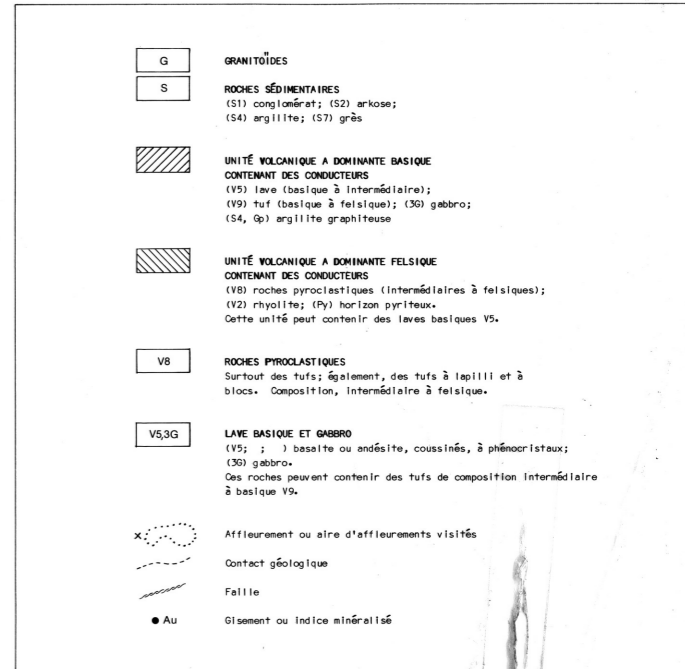 G GRANITOÏDES
S ROCHES SÉDIMENTAIRES
(S1) conglomérat; (S2) arkose;
(S4) argilite; (S7) grès
UNITÉ VOLCANIQUE A DOMINANTE BASIQUE
CONTENANT DES CONDUCTEURS
(V5) lave (basique à intermédiaire);
(V9) tuf (basique à felsique); (3G) gabbro;
(S4, Gp) argilite graphiteuse
UNITÉ VOLCANIQUE A DOMINANTE FELSIQUE
CONTENANT DES CONDUCTEURS
(V8) roches pyroclastiques (intermédiaires à felsiques);
(V2) rhyolite; (Py) horizon pyriteux.
Cette unité peut contenir des laves basiques V5.
V8 ROCHES PYROCLASTIQUES
Surtout des tufs; également, des tufs à lapilli et à
blocs. Composition, intermédiaire à felsique.
V5,3G LAVE BASIQUE ET GABBRO
(V5; ; ) basalte ou andésite, coussinés, à phénocristaux;
(3G) gabbro.
Ces roches peuvent contenir des tufs de composition intermédiaire
à basique V9.
x Affleurement ou aire d'affleurements visités
Contact géologique
Faille
Au Gisement ou indice minéralisé